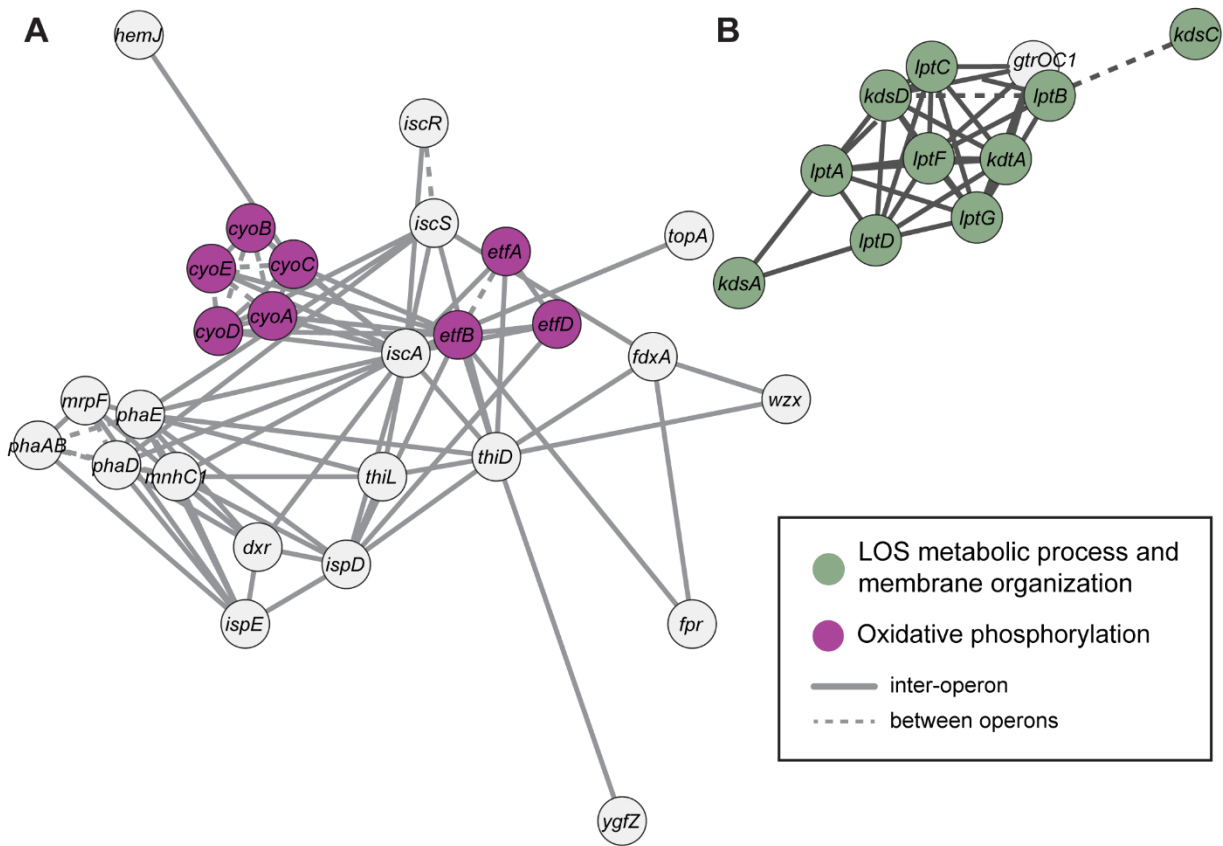 A
B
hemJ
kdsC
gtrOC1
lptC
kdsD
lptB
iscR
lptF
kdtA
lptA
iscS
lptG
topA
cyoB
etfA
lptD
cyoE
cyoC
kdsA
cyoA
cyoD
etfB
etfD
iscA
fdxA
mrpF
phaE
wzx
phaAB
phaD
mnhC1
thiL
thiD
dxr
ispD
ispE
fpr
ygfZ
LOS metabolic process and
membrane organization
Oxidative phosphorylation
inter-operon
between operons